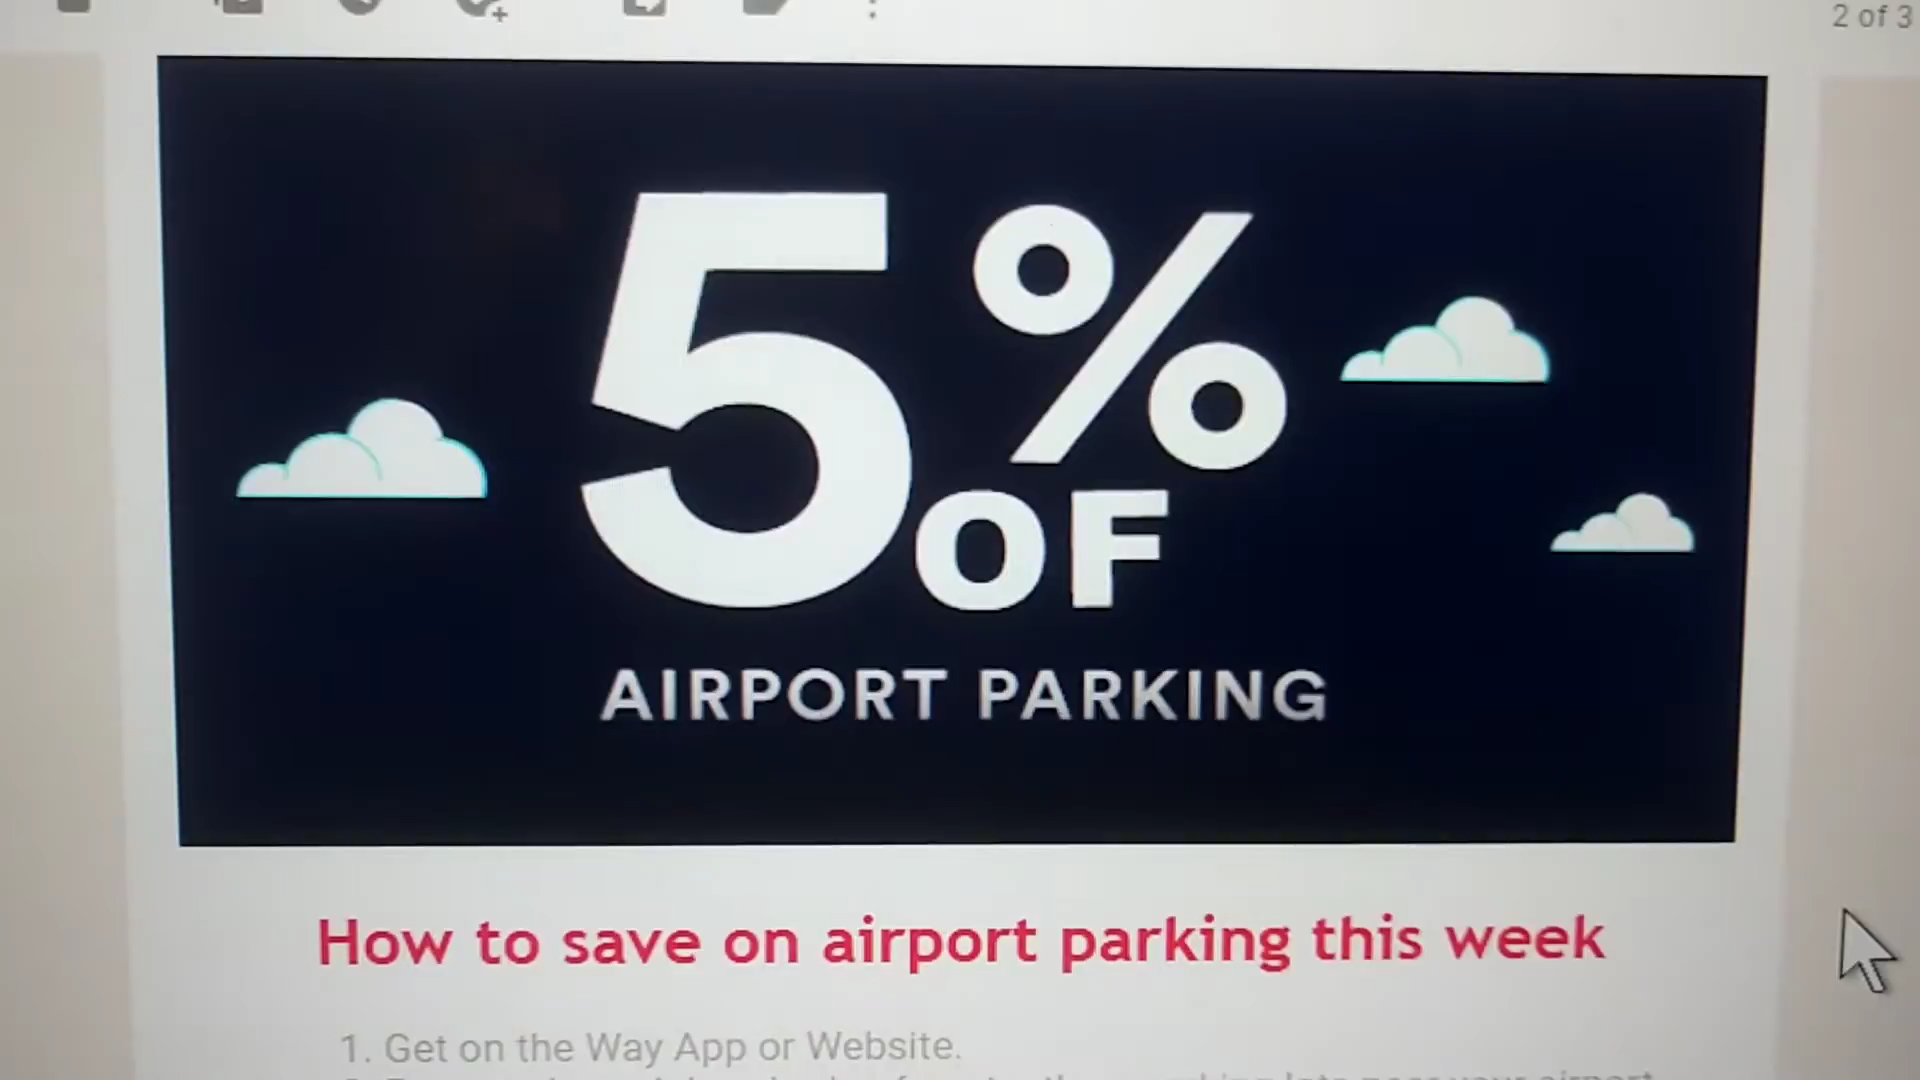 2 of 3
5%
OF
AIRPORT PARKING
How to save on airport parking this week
1. Get on the Way App or Website.